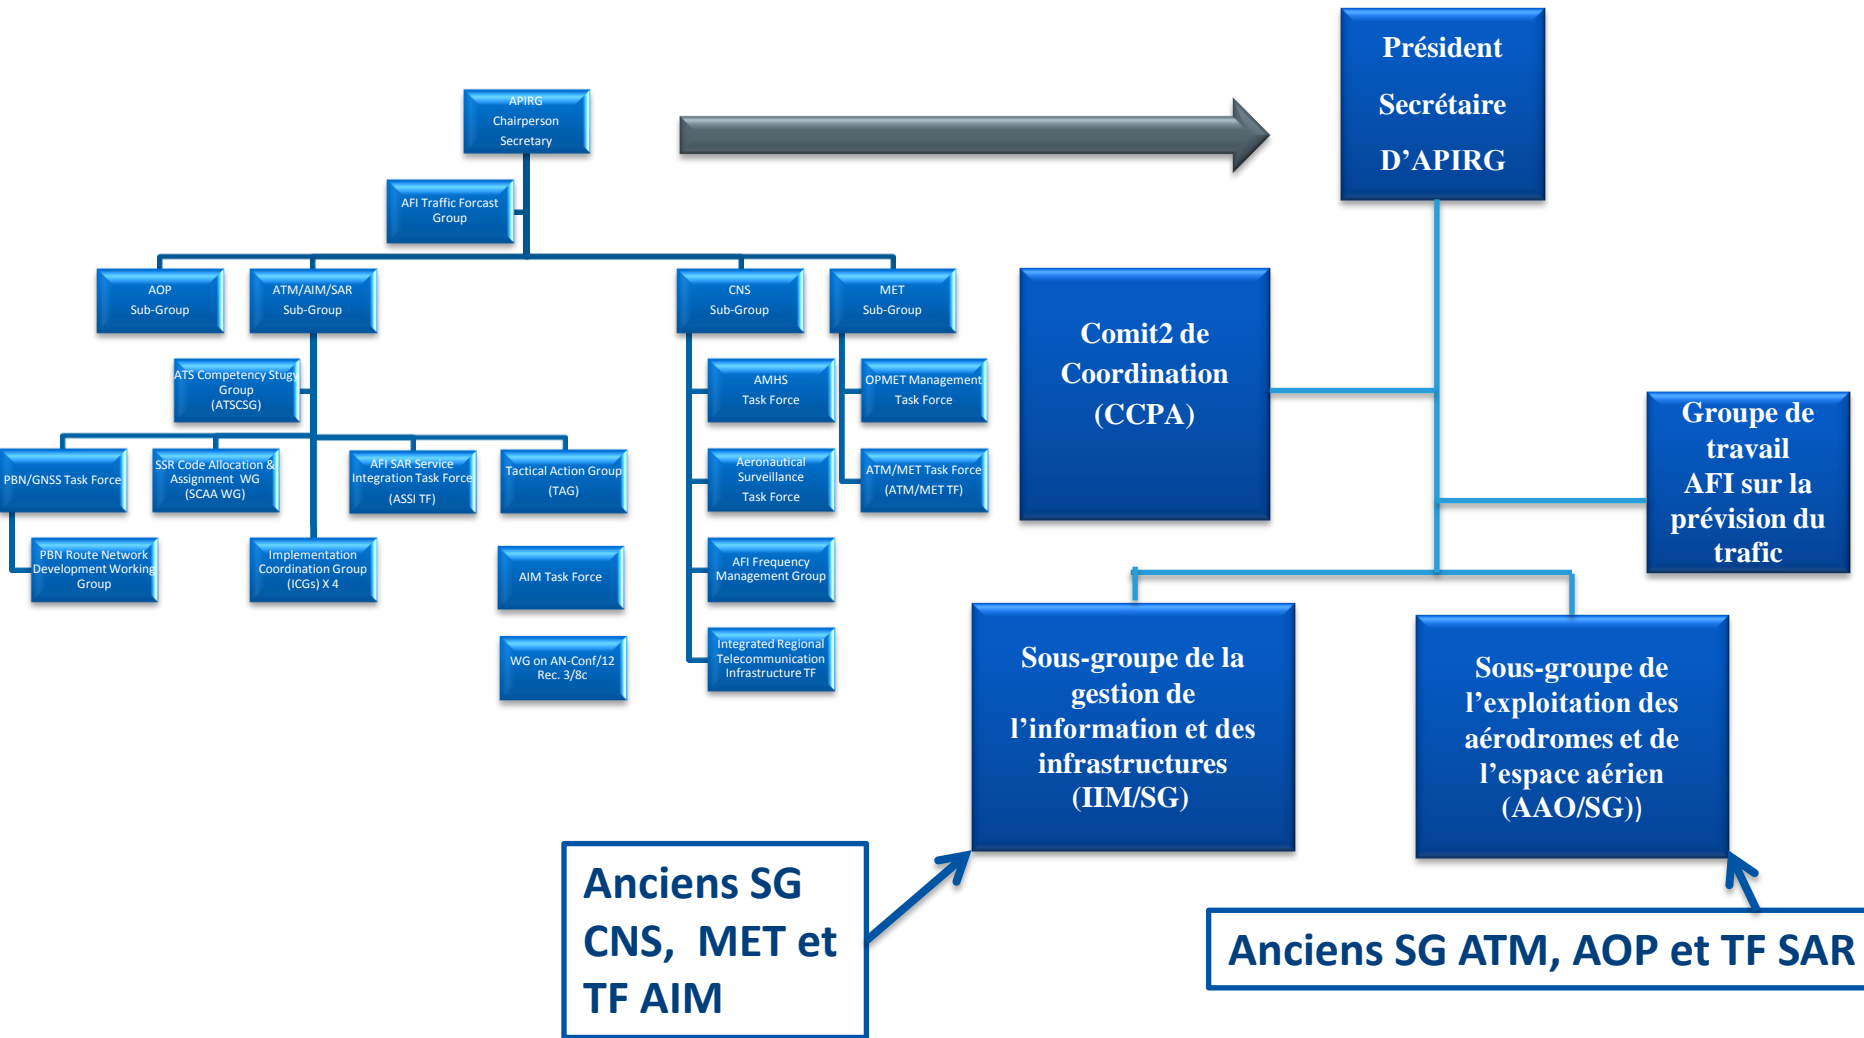 APIRG
Chairperson
Secretary
AFI Traffic Forcast
Group
AOP
Sub-Group
ATM/AIM/SAR
Sub-Group
CNS
Sub-Group
MET
Sub-Group
ATS Competency Stugy
Group
(ATSCSG)
AMHS
Task Force
OPMET Management
Task Force
PBN/GNSS Task Force
SSR Code Allocation &
Assignment WG
(SCAA WG)
AFI SAR Service
Integration Task Force
(ASSI TF)
Tactical Action Group
(TAG)
Aeronautical
Surveillance
Task Force
ATM/MET Task Force
(ATM/MET TF)
PBN Route Network
Development Working
Group
Implementation
Coordination Group
(ICGs) X 4
AIM Task Force
AFI Frequency
Management Group
WG on AN-Conf/12
Rec. 3/8c
Integrated Regional
Telecommunication
Infrastructure TF
Président
Secrétaire
D’APIRG
Comit2 de
Coordination
(CCPA)
Groupe de
travail
AFI sur la
prévision du
trafic
Sous-groupe de la
gestion de
l’information et des
infrastructures
(IIM/SG)
Sous-groupe de
l’exploitation des
aérodromes et de
l’espace aérien
(AAO/SG))
Anciens SG
CNS, MET et
TF AIM
Anciens SG ATM, AOP et TF SAR